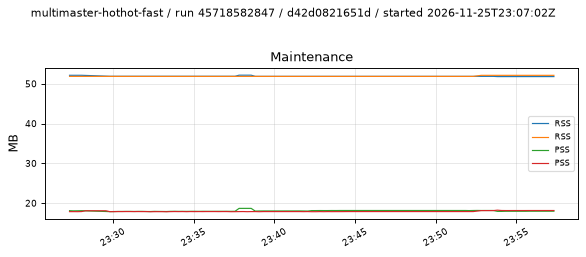 multimaster-hothot-fast / run 45718582847 / d42d0821651d / started 2026-11-25T23:07:02Z
Maintenance
MB
50
40
30
20
RSS
RSS
PSS
PSS
23:30
23:35
23:40
23:45
23:50
23:55